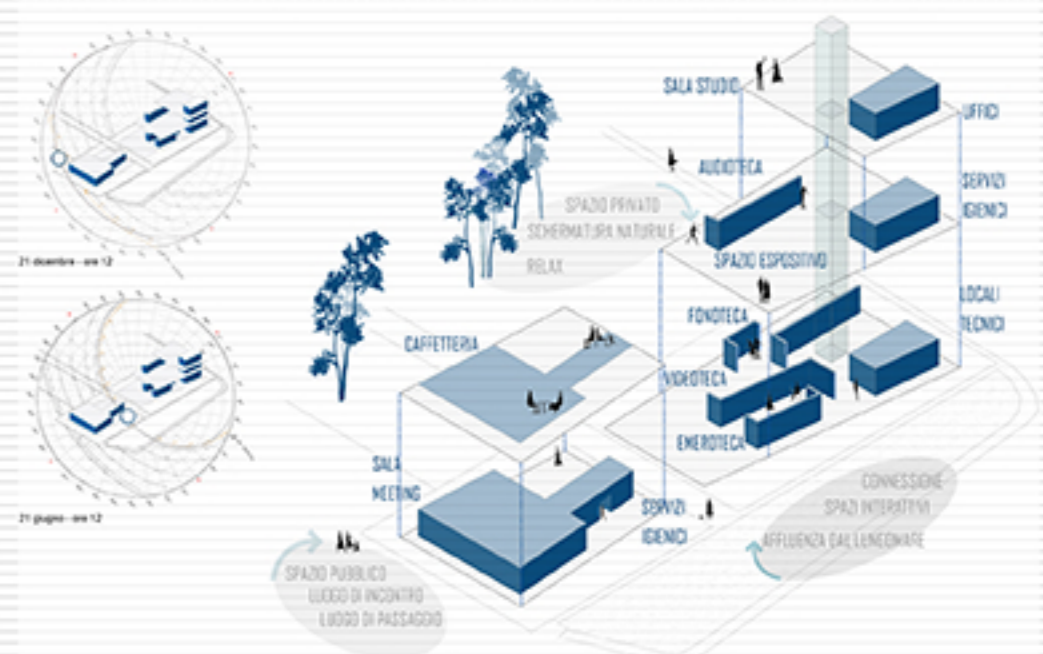 21 dicembre - ore 12
21 giugno - ore 12
SALA STUDIO
UFFICI
AUDIOTECA
SERVIZI
IGIENICI
SPAZIO PRIVATO
SCHERMATURA NATURALE
RELAX
SPAZIO ESPOSITIVO
LOCALI
TECNICI
FONOTECA
CAFFETTERIA
VIDEOTECA
EMEROTECA
SALA
MEETING
SERVIZI
IGIENICI
CONNESSIONE
SPAZI INTERATTIVI
AFFLUENZA DAL LUNGOMARE
SPAZIO PUBBLICO
LUOGO DI INCONTRO
LUOGO DI PASSAGGIO